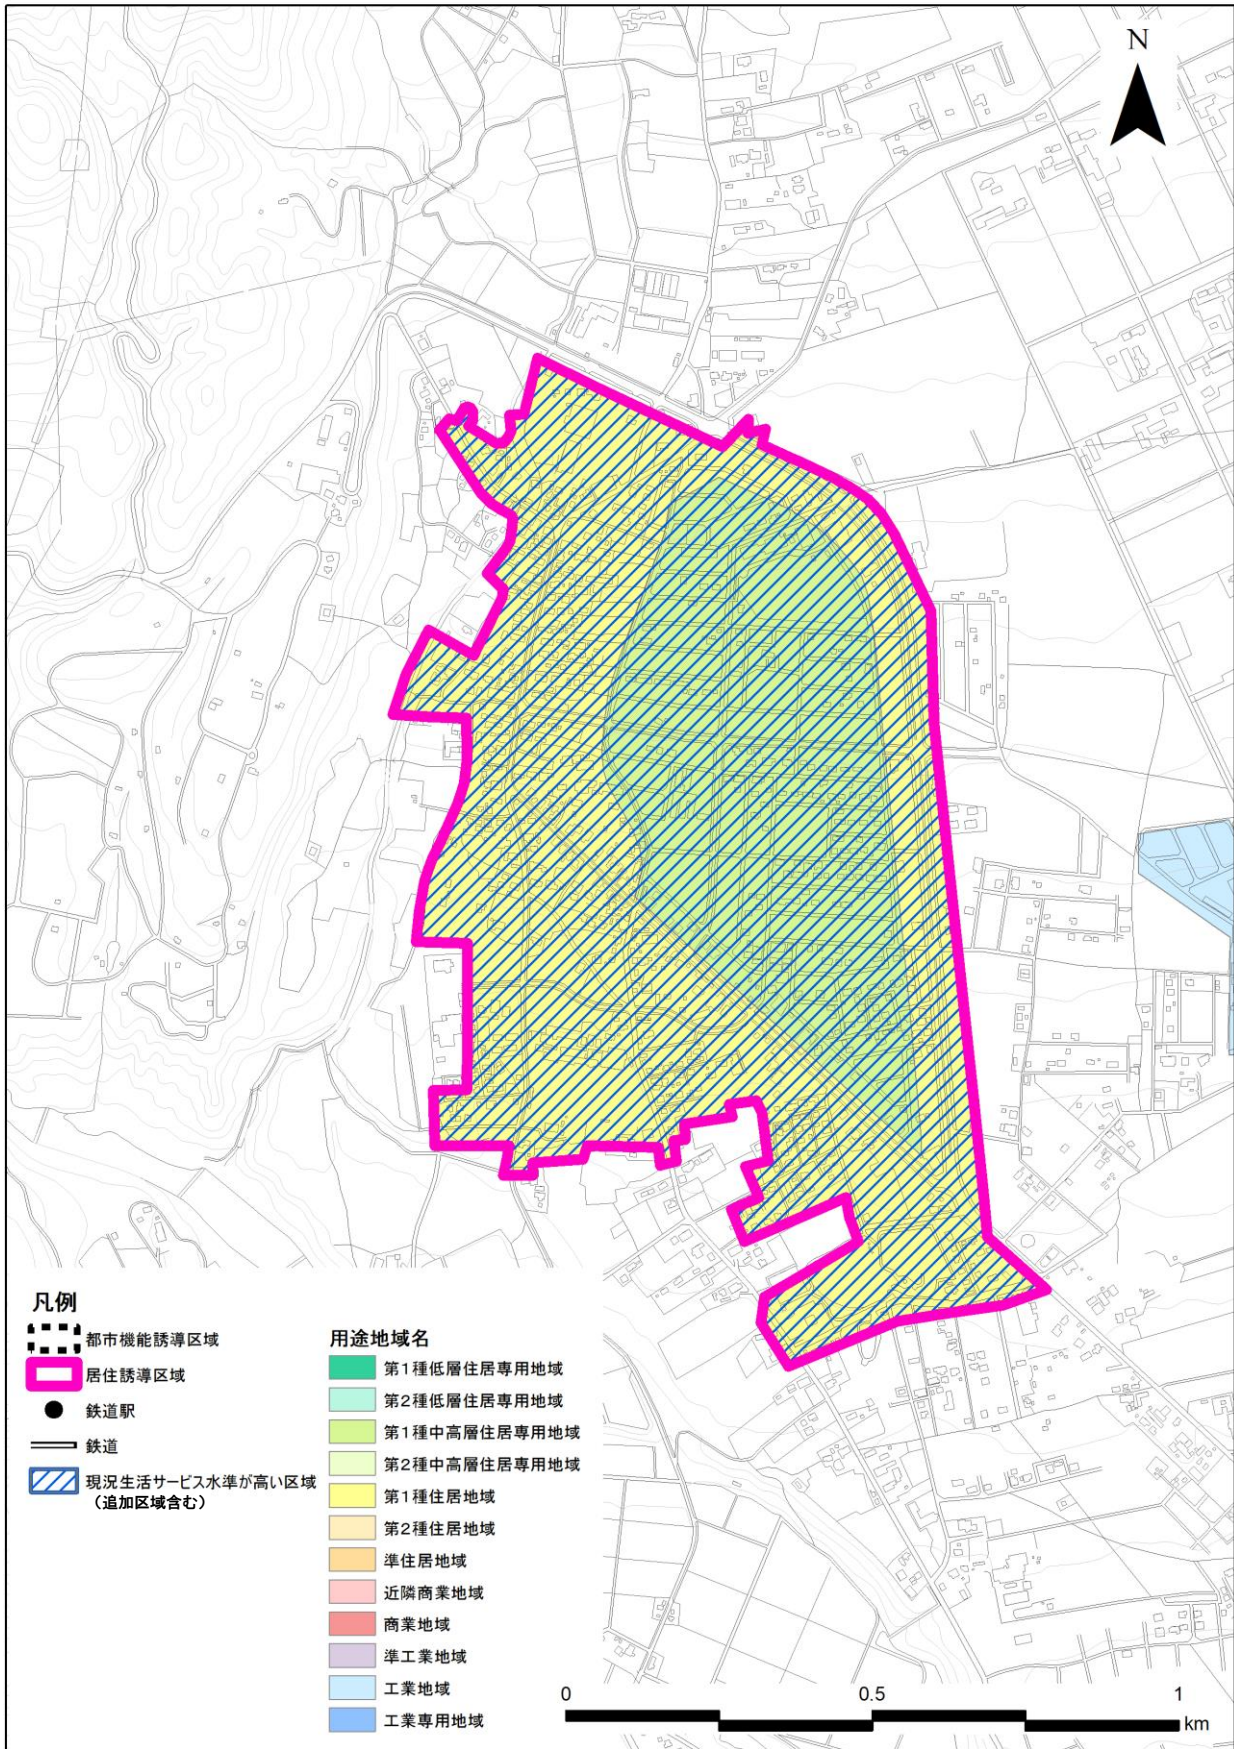 N
凡例
都市機能誘導区域
居住誘導区域
鉄道駅
鉄道
現況生活サービス水準が高い区域
（追加区域含む）
用途地域名
第1種低層住居専用地域
第2種低層住居専用地域
第1種中高層住居専用地域
第2種中高層住居専用地域
第1種住居地域
第2種住居地域
準住居地域
近隣商業地域
商業地域
準工業地域
工業地域
工業専用地域
0 0.5 1
km